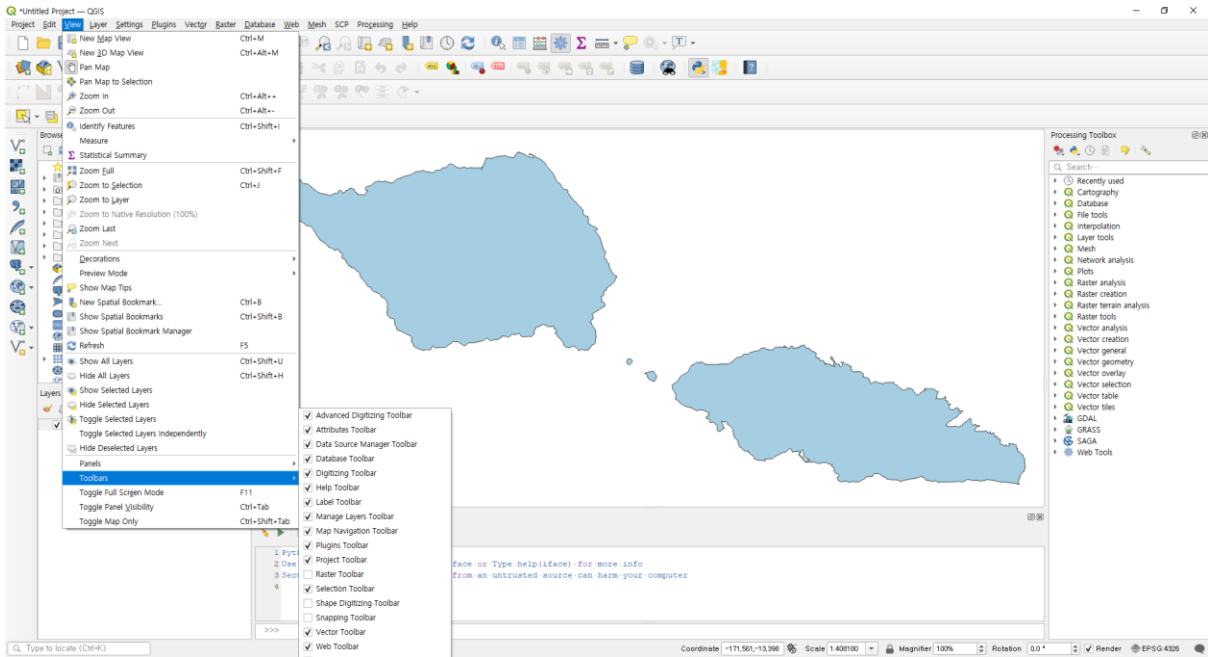 *Untitled Project — QGIS
Project Edit View Layer Settings Plugins Vector Raster Database Web Mesh SCP Processing Help
New Map View Ctrl+M
New 3D Map View Ctrl+Alt+M
Pan Map
Pan Map to Selection
Zoom In Ctrl+Alt++
Zoom Out Ctrl+Alt+-
Identify Features Ctrl+Shift+I
Measure
Statistical Summary
Zoom Full Ctrl+Shift+F
Zoom to Selection Ctrl+J
Zoom to Layer
Zoom to Native Resolution (100%)
Zoom Last
Zoom Next
Decorations
Preview Mode
Show Map Tips
New Spatial Bookmark... Ctrl+B
Show Spatial Bookmarks Ctrl+Shift+B
Show Spatial Bookmark Manager
Refresh F5
Show All Layers Ctrl+Shift+U
Hide All Layers Ctrl+Shift+H
Show Selected Layers
Hide Selected Layers
Toggle Selected Layers
Toggle Selected Layers Independently
Hide Deselected Layers
Panels
Toolbars
Toggle Full Screen Mode F11
Toggle Panel Visibility Ctrl+Tab
Toggle Map Only Ctrl+Shift+Tab
Advanced Digitizing Toolbar
Attributes Toolbar
Data Source Manager Toolbar
Database Toolbar
Digitizing Toolbar
Help Toolbar
Label Toolbar
Manage Layers Toolbar
Map Navigation Toolbar
Plugins Toolbar
Project Toolbar
Raster Toolbar
Selection Toolbar
Shape Digitizing Toolbar
Snapping Toolbar
Vector Toolbar
Web Toolbar
Browse
Layers
1 Pyt
2 Use face or Type help(iface) for more info
3 Sec from an untrusted source can harm your computer
4
>>>
Processing Toolbox
Search...
Recently used
Cartography
Database
File tools
Interpolation
Layer tools
Mesh
Network analysis
Plots
Raster analysis
Raster creation
Raster terrain analysis
Raster tools
Vector analysis
Vector creation
Vector general
Vector geometry
Vector overlay
Vector selection
Vector table
Vector tiles
GDAL
GRASS
SAGA
Web Tools
Type to locate (Ctrl+K)
Coordinate -171,561,-13,398 Scale 1:408180 Magnifier 100% Rotation 0,0 ° Render EPSG:4326